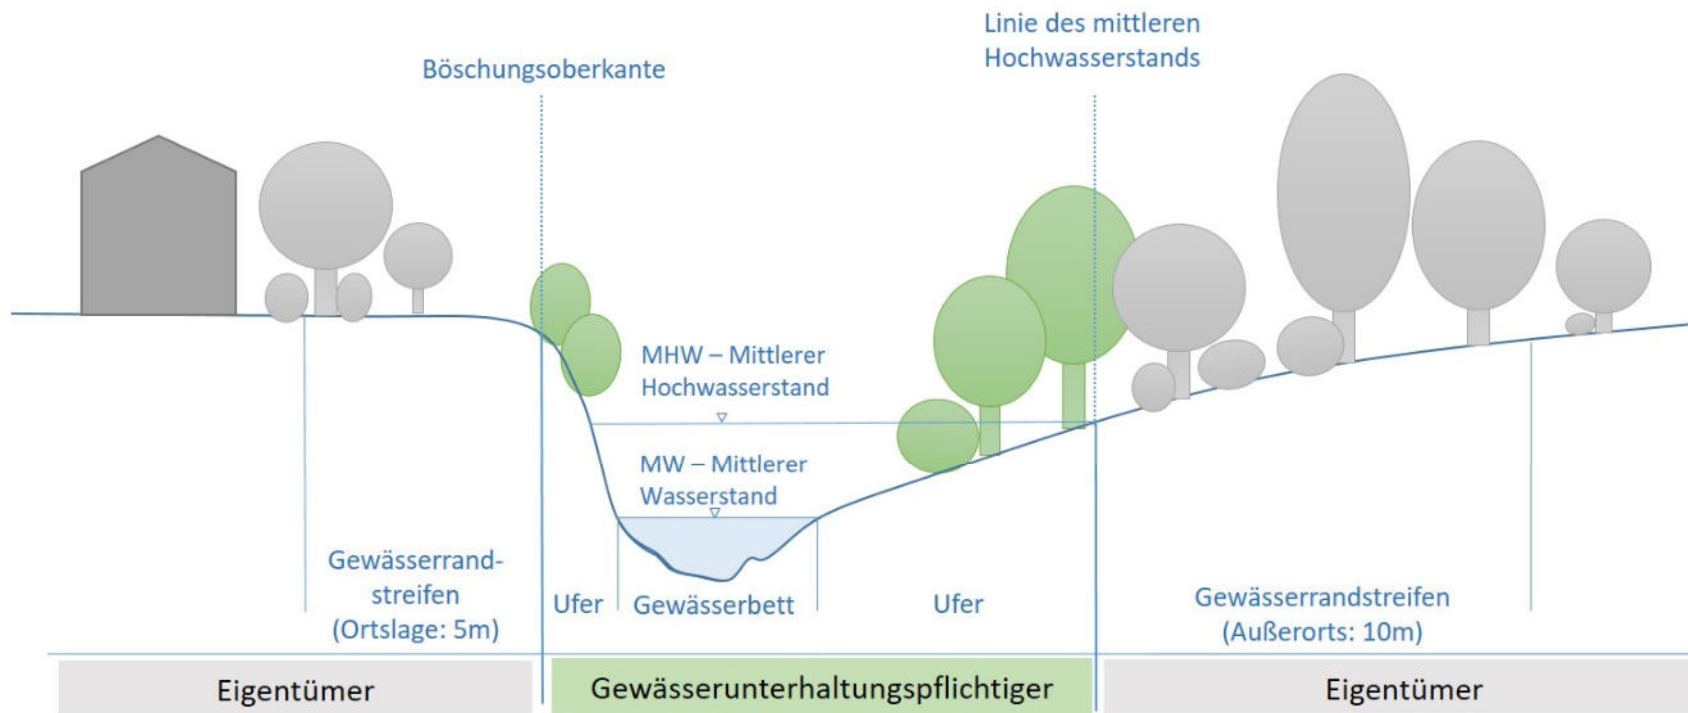 Linie des mittleren
Hochwasserstands
Böschungsoberkante
MHW – Mittlerer
Hochwasserstand
MW – Mittlerer
Wasserstand
Gewässerrand-
streifen
(Ortslage: 5m)
Ufer
Gewässerbett
Ufer
Gewässerrandstreifen
(Außerorts: 10m)
Eigentümer
Gewässerunterhaltungspflichtiger
Eigentümer